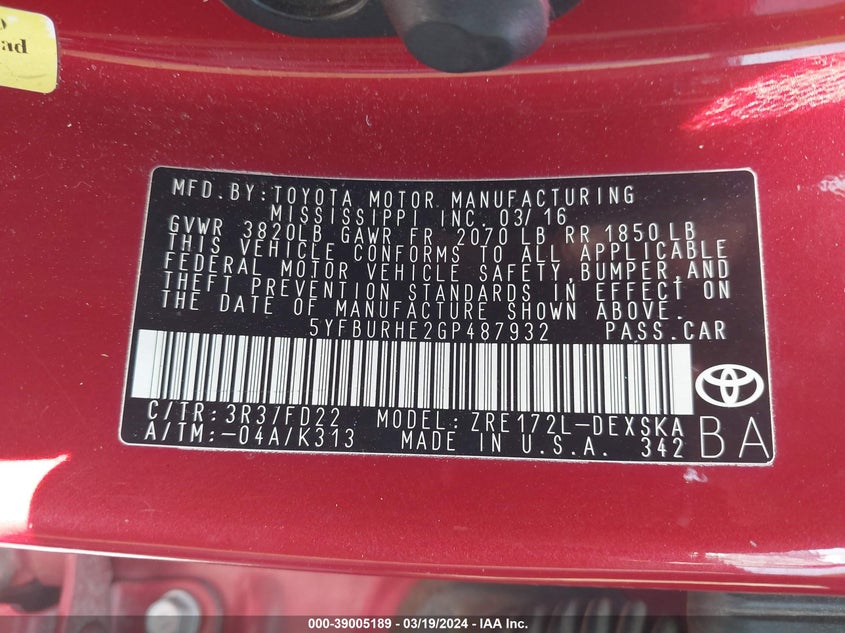 ad
MFD.BY:TOYOTA MOTOR MANUFACTURING
MISSISSIPPI INC. 03/16
GVWR 3820LB GAWR FR 2070 LB RR 1850 LB
THIS VEHICLE CONFORMS TO ALL APPLICABLE
FEDERAL MOTOR VEHICLE SAFETY,BUMPER,AND
THEFT PREVENTION STANDARDS IN EFFECT ON
THE DATE OF MANUFACTURE SHOWN ABOVE.
5YFBURHE2GP487932 PASS.CAR
C/TR:3R3/FD22 MODEL:ZRE172L-DEXSKA
A/TM:-04A/K313 MADE IN U.S.A. 342 BA
000-39005189 - 03/19/2024 - IAA Inc.